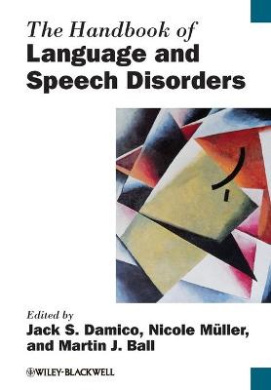 The Handbook of
Language and
Speech Disorders
Edited by
Jack S. Damico, Nicole Müller,
and Martin J. Ball
WILEY-BLACKWELL